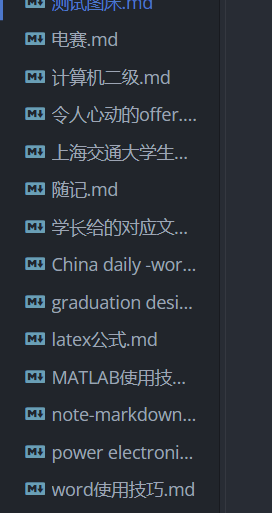 测试图床.md
电赛.md
计算机二级.md
令人心动的offer....
上海交通大学生...
随记.md
学长给的对应文...
China daily -wor...
graduation desi...
latex公式.md
MATLAB使用技...
note-markdown...
power electroni...
word使用技巧.md